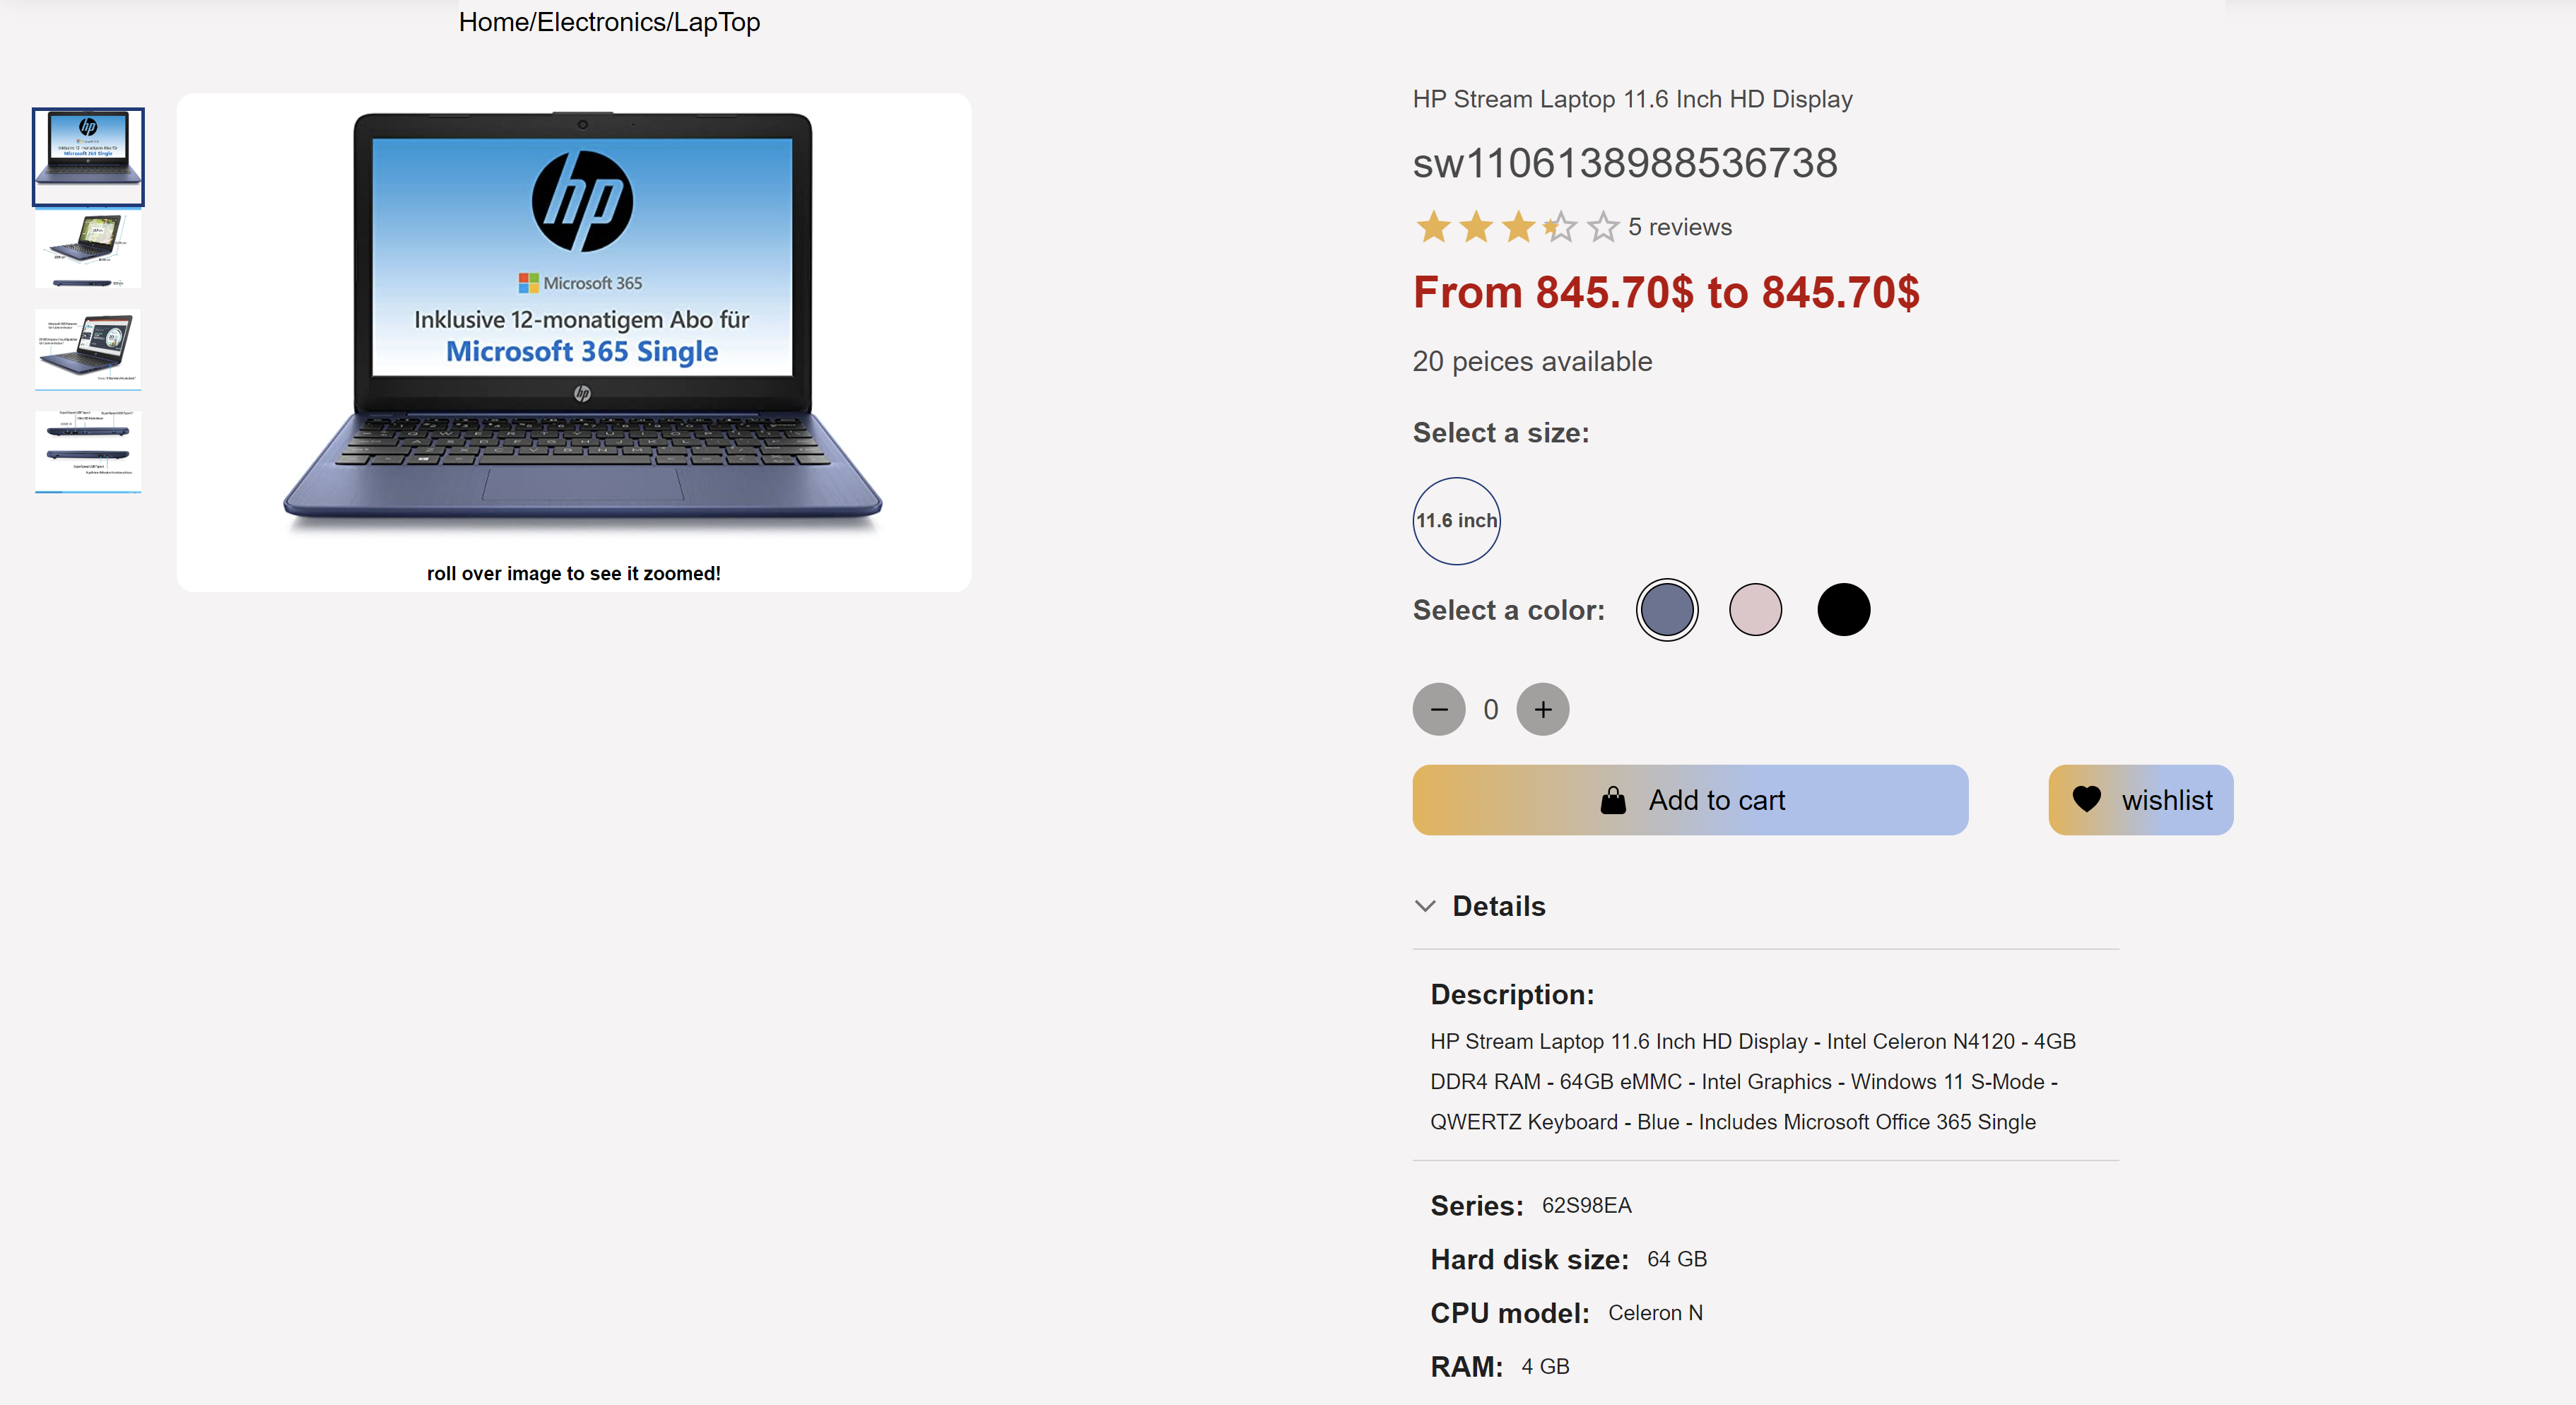 Home/Electronics/LapTop
hp
Microsoft 365
Inklusive 12-monatigem Abo für
Microsoft 365 Single
hp
roll over image to see it zoomed!
HP Stream Laptop 11.6 Inch HD Display
sw1106138988536738
5 reviews
From 845.70$ to 845.70$
20 peices available
Select a size:
11.6 inch
Select a color:
− 0 +
Add to cart
wishlist
Details
Description:
HP Stream Laptop 11.6 Inch HD Display - Intel Celeron N4120 - 4GB
DDR4 RAM - 64GB eMMC - Intel Graphics - Windows 11 S-Mode -
QWERTZ Keyboard - Blue - Includes Microsoft Office 365 Single
Series: 62S98EA
Hard disk size: 64 GB
CPU model: Celeron N
RAM: 4 GB